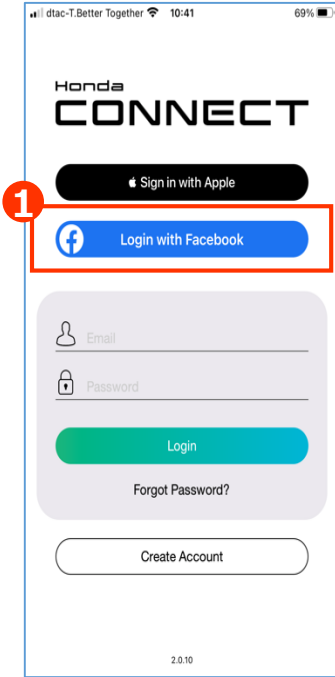 dtac-T.Better Together 10:41 69%
Honda
CONNECT
Sign in with Apple
1
Login with Facebook
Email
Password
Login
Forgot Password?
Create Account
2.0.10